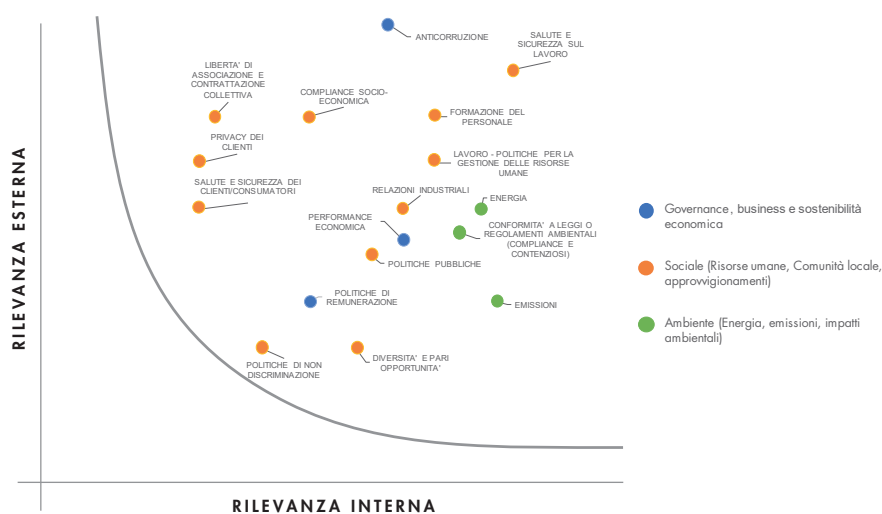 ANTICORRUZIONE
SALUTE E
SICUREZZA SUL
LAVORO
LIBERTA' DI
ASSOCIAZIONE E
CONTRATTAZIONE
COLLETTIVA
COMPLIANCE SOCIO-
ECONOMICA
FORMAZIONE DEL
PERSONALE
PRIVACY DEI
CLIENTI
LAVORO - POLITICHE PER LA
GESTIONE DELLE RISORSE
UMANE
SALUTE E SICUREZZA DEI
CLIENTI/CONSUMATORI
RELAZIONI INDUSTRIALI
ENERGIA
PERFORMANCE
ECONOMICA
CONFORMITA' A LEGGI O
REGOLAMENTI AMBIENTALI
(COMPLIANCE E
CONTENZIOSI)
POLITICHE PUBBLICHE
POLITICHE DI
REMUNERAZIONE
EMISSIONI
POLITICHE DI NON
DISCRIMINAZIONE
DIVERSITA' E PARI
OPPORTUNITA'
Governance, business e sostenibilità
economica
Sociale (Risorse umane, Comunità locale,
approvvigionamenti)
Ambiente (Energia, emissioni, impatti
ambientali)
RILEVANZA ESTERNA
RILEVANZA INTERNA